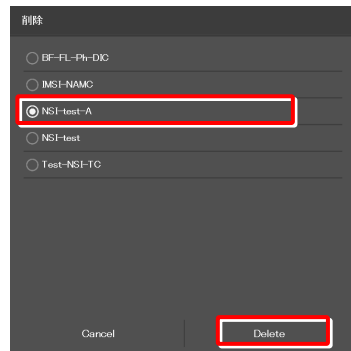 削除
BF-FL-Ph-DIC
IMSI-NAMC
NSI-test-A
NSI-test
Test-NSI-TC
Cancel
Delete